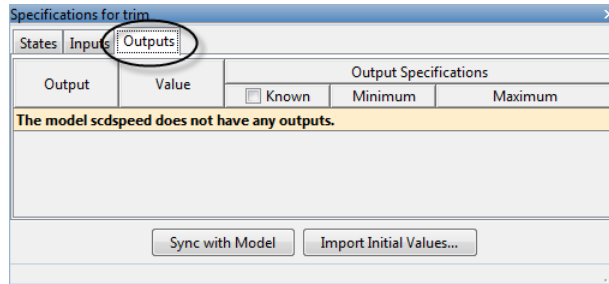 Specifications for trim
States Inputs Outputs
Output Value Output Specifications
Known Minimum Maximum
The model scdspeed does not have any outputs.
Sync with Model Import Initial Values...